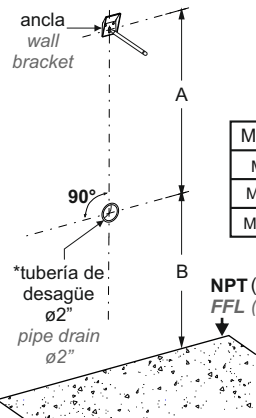 ancla
wall
bracket
A
M
M
M
M
90°
*tubería de
desagüe
ø2"
pipe drain
ø2"
B
NPT (
FFL (